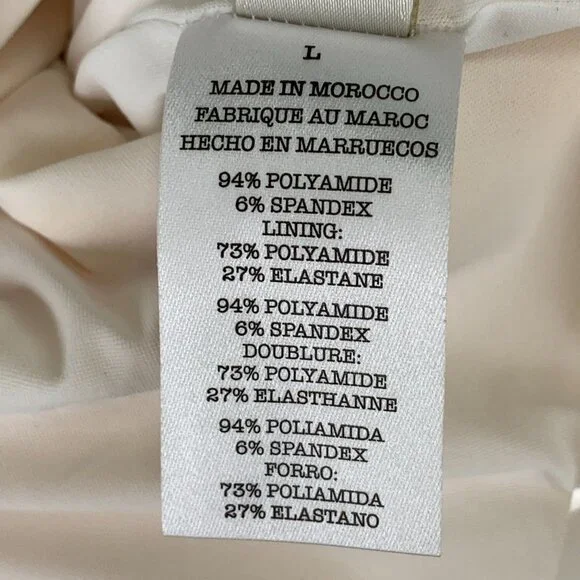 L
MADE IN MOROCCO
FABRIQUE AU MAROC
HECHO EN MARRUECOS
94% POLYAMIDE
6% SPANDEX
LINING:
73% POLYAMIDE
27% ELASTANE
94% POLYAMIDE
6% SPANDEX
DOUBLURE:
73% POLYAMIDE
27% ELASTHANNE
94% POLIAMIDA
6% SPANDEX
FORRO:
73% POLIAMIDA
27% ELASTANO